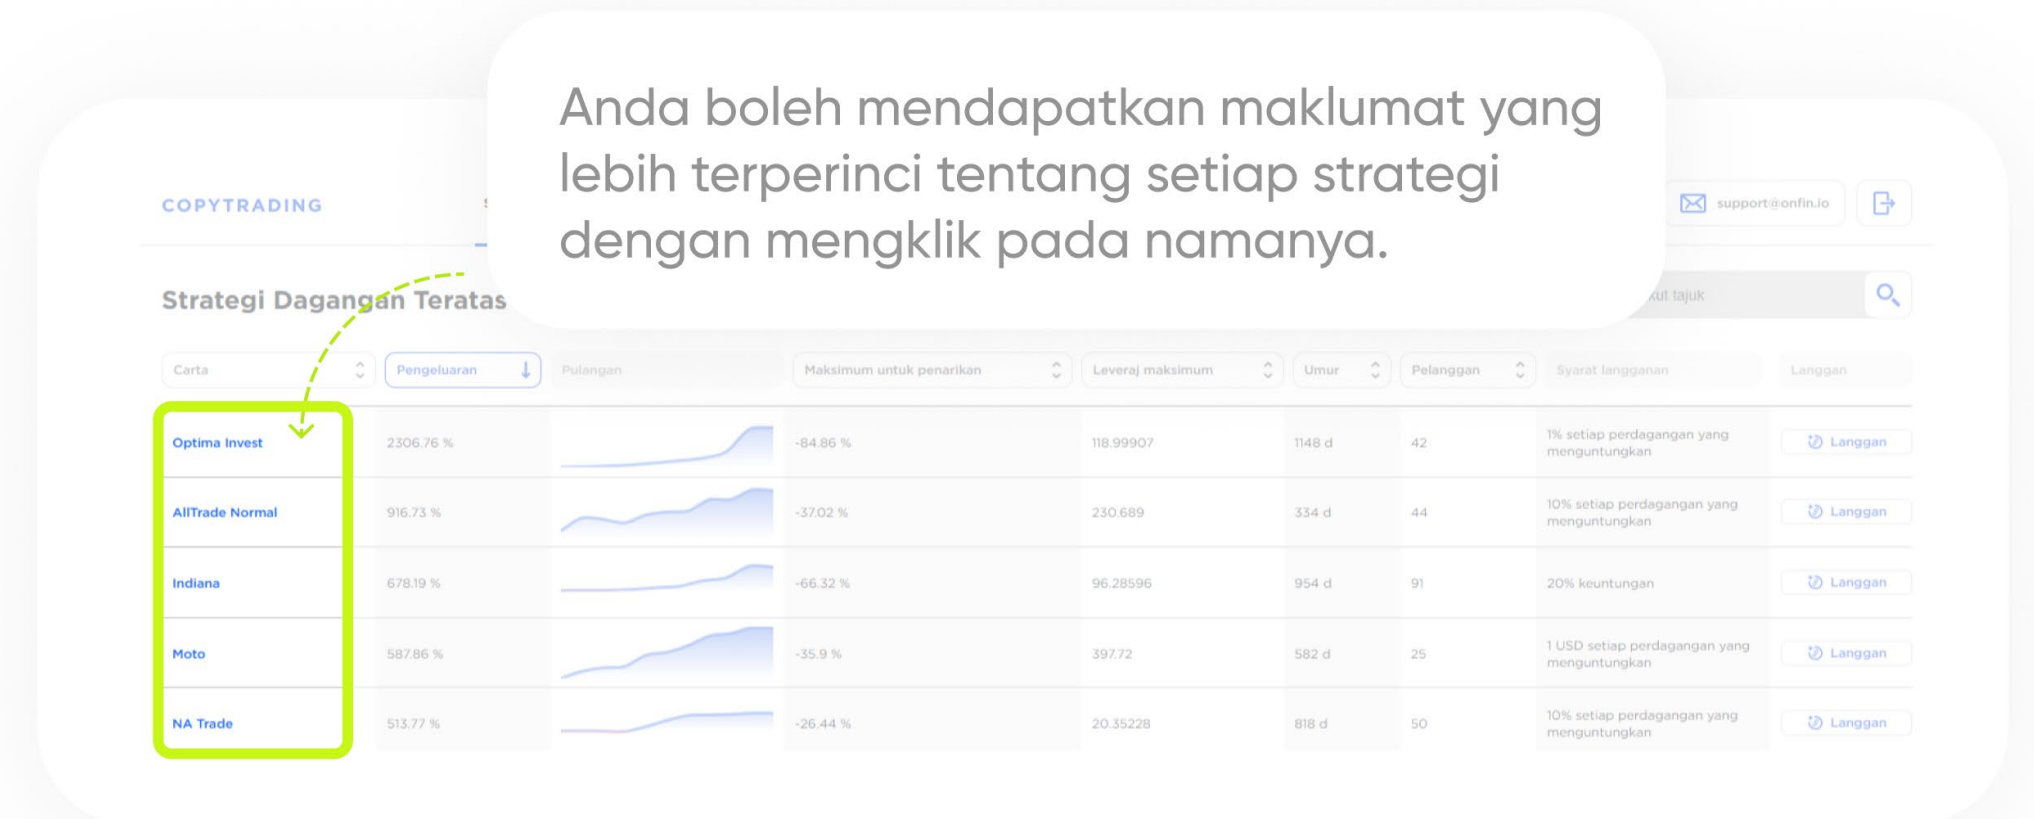 Anda boleh mendapatkan maklumat yang
lebih terperinci tentang setiap strategi
dengan mengklik pada namanya.
COPYTRADING
support@onfin.io
Strategi Dagangan Teratas
tajuk
Carta Pengeluaran Pulangan Maksimum untuk penarikan Leveraj maksimum Umur Pelanggan Syarat langganan Langgan
Optima Invest 2306.76 % -84.86 % 118.99907 1148 d 42 1% setiap perdagangan yang
menguntungkan Langgan
AllTrade Normal 916.73 % -37.02 % 230.689 334 d 44 10% setiap perdagangan yang
menguntungkan Langgan
Indiana 678.19 % -66.32 % 96.28596 954 d 91 20% keuntungan Langgan
Moto 587.86 % -35.9 % 397.72 582 d 25 1 USD setiap perdagangan yang
menguntungkan Langgan
NA Trade 513.77 % -26.44 % 20.35228 818 d 50 10% setiap perdagangan yang
menguntungkan Langgan